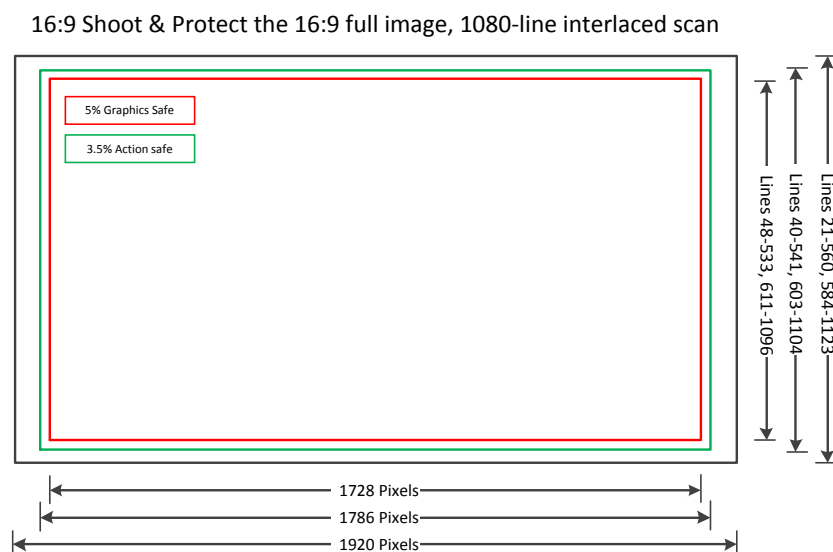 16:9 Shoot & Protect the 16:9 full image, 1080-line interlaced scan
5% Graphics Safe
3.5% Action safe
Lines 48-533, 611-1096
Lines 40-541, 603-1104
Lines 21-560, 584-1123
1728 Pixels
1786 Pixels
1920 Pixels